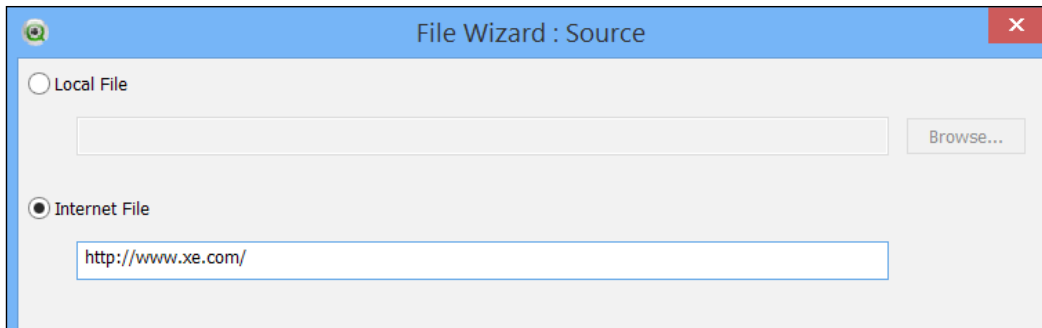 File Wizard : Source
Local File
Browse...
Internet File
http://www.xe.com/